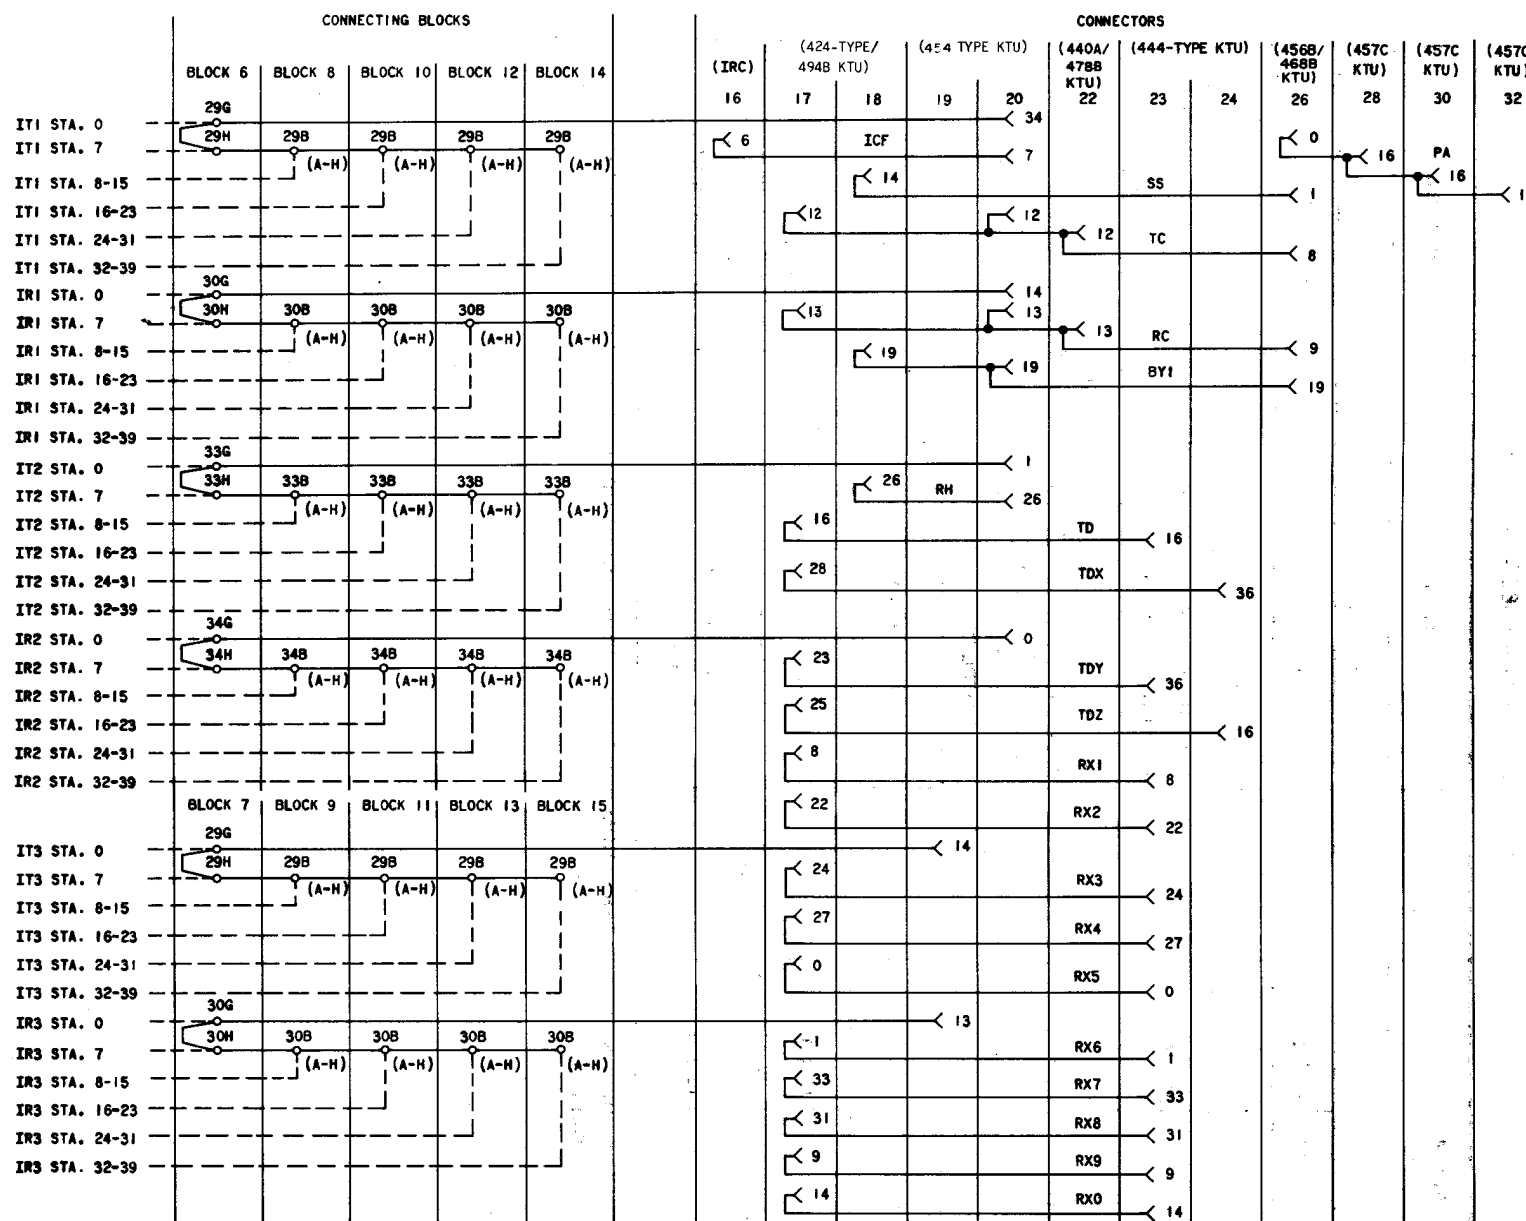 CONNECTING BLOCKS CONNECTORS
(424-TYPE/ (454 TYPE KTU) (440A/ (444-TYPE KTU) (456B/ (457C (457C (457C
BLOCK 6 BLOCK 8 BLOCK 10 BLOCK 12 BLOCK 14 (IRC) 494B KTU) 478B 468B KTU) KTU) KTU)
KTU) KTU)
16 17 18 19 20 22 23 24 26 28 30 32
29G
IT1 STA. 0 34
29H 29B 29B 29B 29B 6 ICF 0
IT1 STA. 7 (A-H) (A-H) (A-H) (A-H) 7 16 PA
IT1 STA. 8-15 14 SS 16
IT1 STA. 16-23 12 12 1
IT1 STA. 24-31 12 TC
IT1 STA. 32-39 8
30G
IR1 STA. 0 14
30H 30B 30B 30B 30B 13 13
IR1 STA. 7 (A-H) (A-H) (A-H) (A-H) 13 RC
IR1 STA. 8-15 19 9
IR1 STA. 16-23 19 BY1 19
IR1 STA. 24-31
IR1 STA. 32-39
33G
IT2 STA. 0 1
33H 33B 33B 33B 33B 26 RH
IT2 STA. 7 (A-H) (A-H) (A-H) (A-H) 26
IT2 STA. 8-15 16 TD
IT2 STA. 16-23 16
IT2 STA. 24-31 28 TDX
IT2 STA. 32-39 36
34G
IR2 STA. 0 0
34H 34B 34B 34B 34B 23
IR2 STA. 7 (A-H) (A-H) (A-H) (A-H) TDY
IR2 STA. 8-15 36
IR2 STA. 16-23 25 TDZ
IR2 STA. 24-31 8 16
IR2 STA. 32-39 RX1 8
BLOCK 7 BLOCK 9 BLOCK 11 BLOCK 13 BLOCK 15 22 RX2
29G 22
IT3 STA. 0 14
29H 29B 29B 29B 29B 24
IT3 STA. 7 (A-H) (A-H) (A-H) (A-H) RX3
IT3 STA. 8-15 24
IT3 STA. 16-23 27 RX4
IT3 STA. 24-31 0 27
IT3 STA. 32-39 RX5 0
30G
IR3 STA. 0 13
30H 30B 30B 30B 30B 1
IR3 STA. 7 (A-H) (A-H) (A-H) (A-H) RX6 1
IR3 STA. 8-15 33 RX7
IR3 STA. 16-23 31 33
IR3 STA. 24-31 RX8 31
IR3 STA. 32-39 9 RX9 9
14 RX0 14